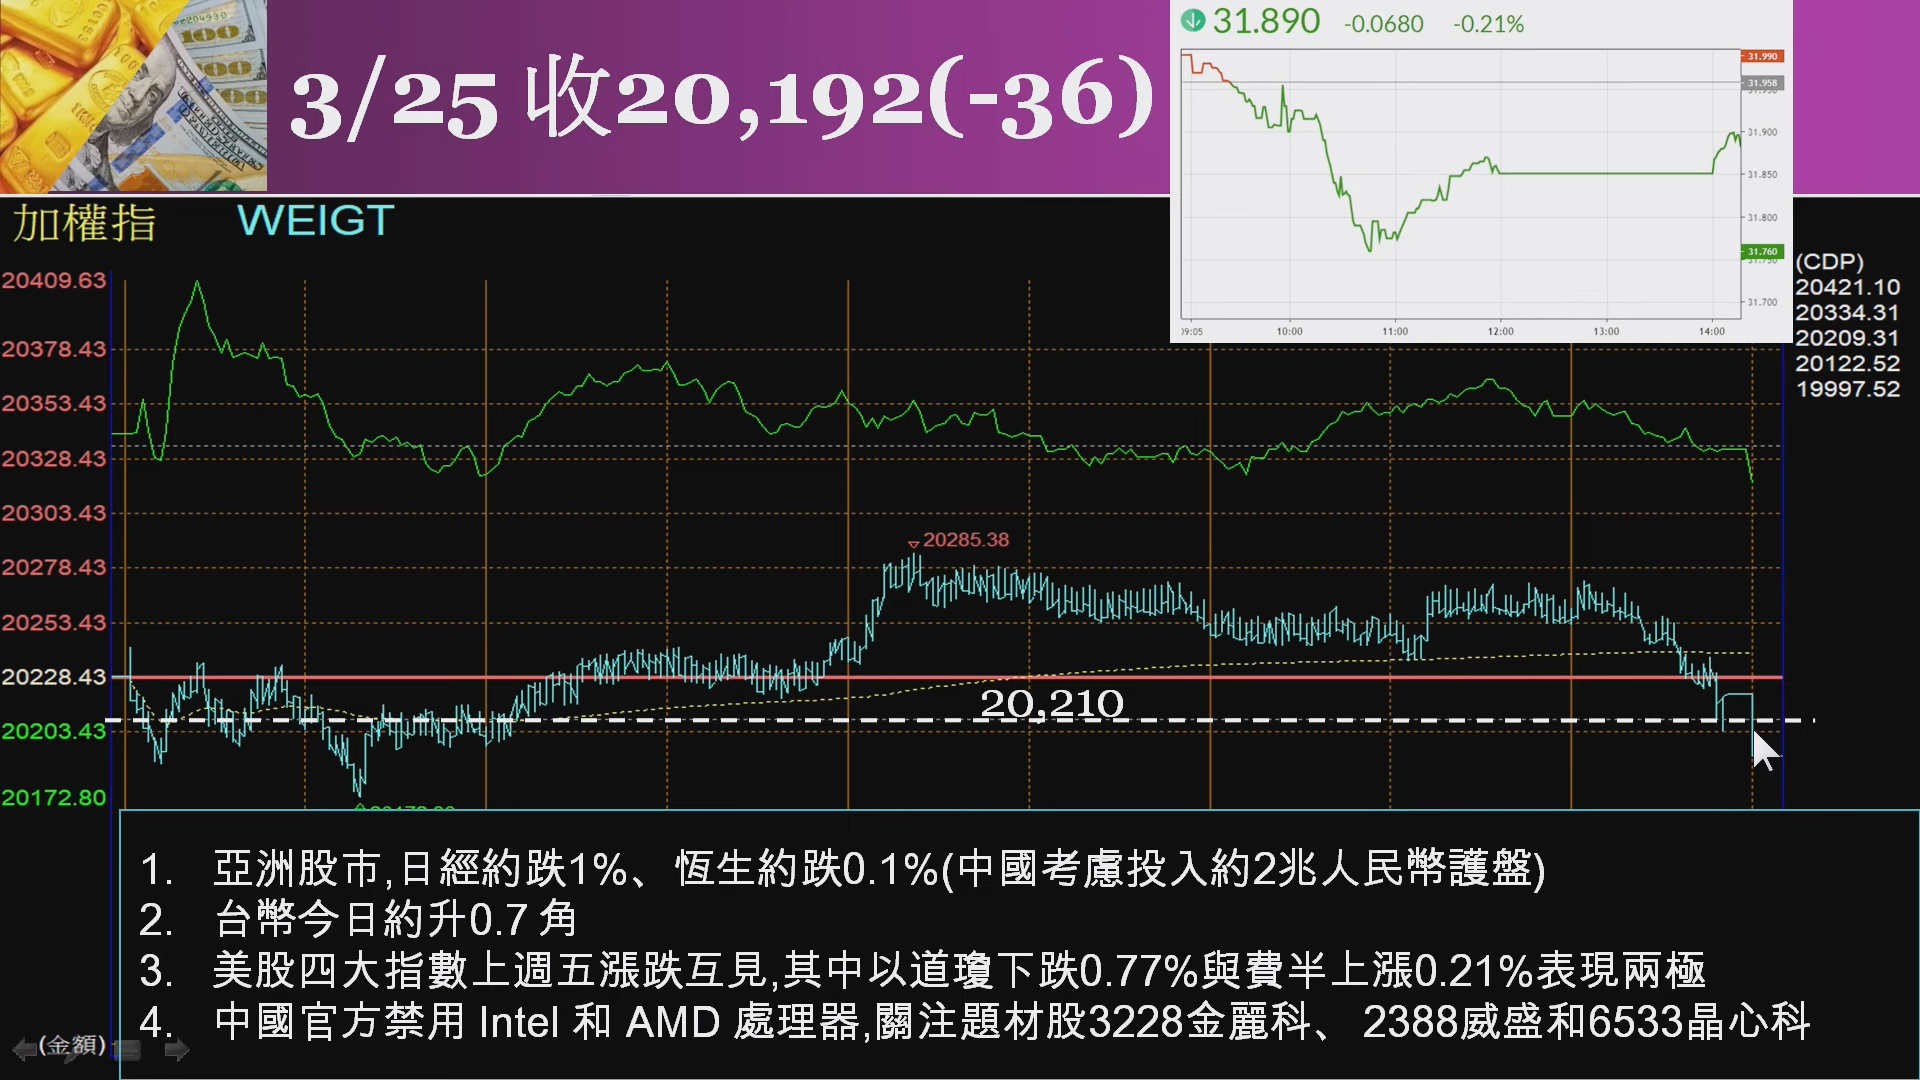 3/25 收20,192(-36)
31.890 -0.0680 -0.21%
31.990
31.958
31.900
31.850
31.800
31.760
31.700
09:05 10:00 11:00 12:00 13:00 14:00
加權指 WEIGT
(CDP)
20421.10
20334.31
20209.31
20122.52
19997.52
20409.63
20378.43
20353.43
20328.43
20303.43
20278.43
20253.43
20228.43
20203.43
20172.80
20285.38
20,210
1. 亞洲股市,日經約跌1%、恆生約跌0.1%(中國考慮投入約2兆人民幣護盤)
2. 台幣今日約升0.7 角
3. 美股四大指數上週五漲跌互見,其中以道瓊下跌0.77%與費半上漲0.21%表現兩極
4. 中國官方禁用 Intel 和 AMD 處理器,關注題材股3228金麗科、 2388威盛和6533晶心科
(金額)